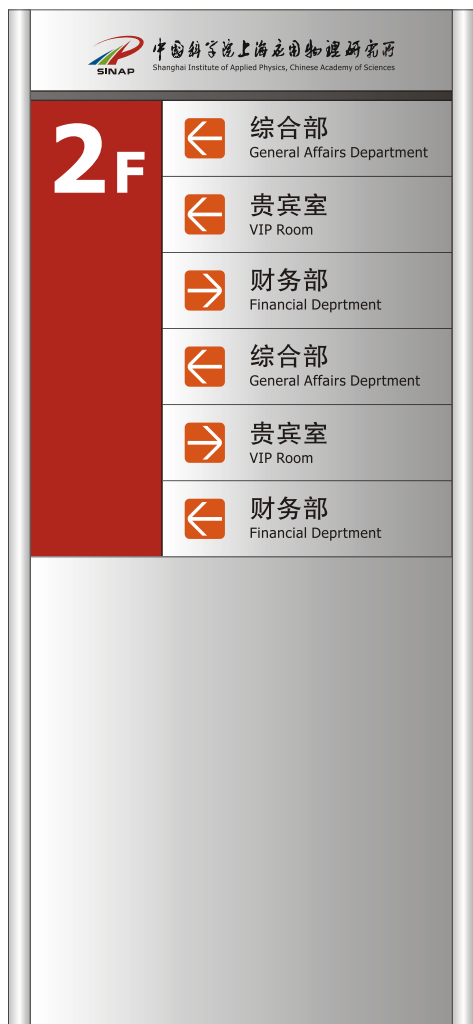 SINAP
中国科学院上海应用物理研究所
Shanghai Institute of Applied Physics, Chinese Academy of Sciences
2F
综合部
General Affairs Department
贵宾室
VIP Room
财务部
Financial Deprtment
综合部
General Affairs Deprtment
贵宾室
VIP Room
财务部
Financial Deprtment